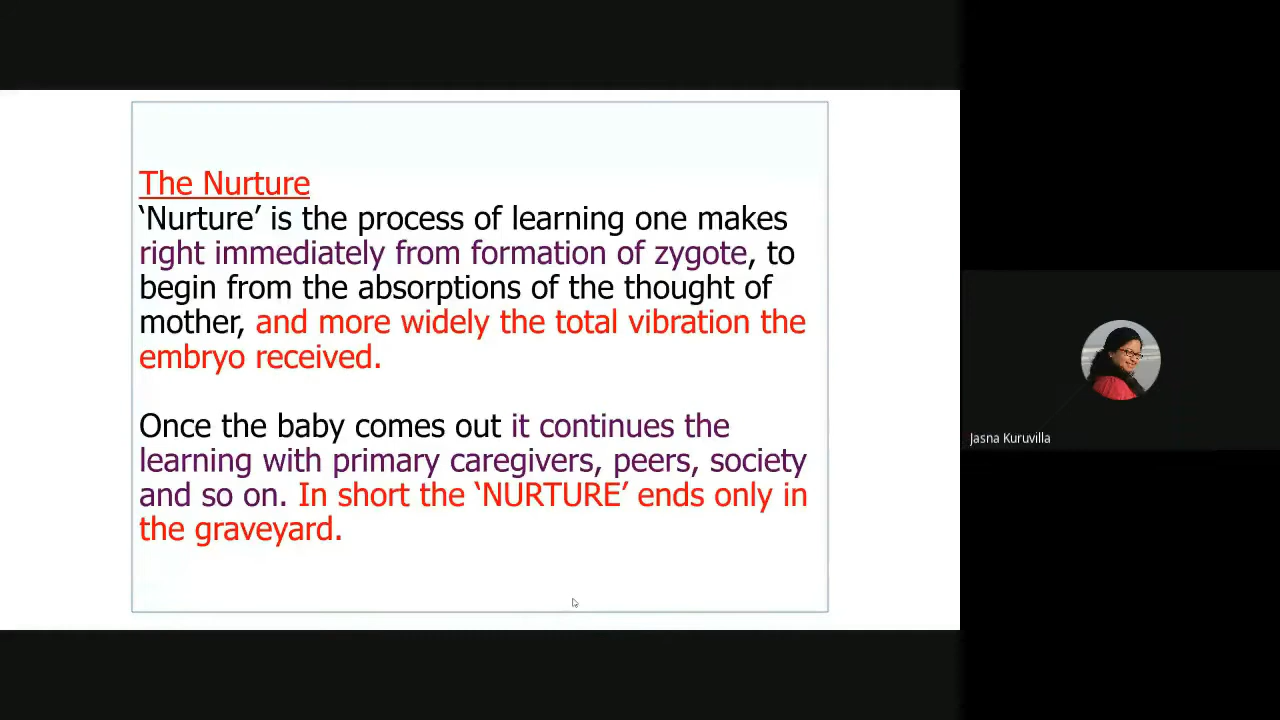 The Nurture
‘Nurture’ is the process of learning one makes
right immediately from formation of zygote, to
begin from the absorptions of the thought of
mother, and more widely the total vibration the
embryo received.
Once the baby comes out it continues the
learning with primary caregivers, peers, society
and so on. In short the ‘NURTURE’ ends only in
the graveyard.
Jasna Kuruvilla